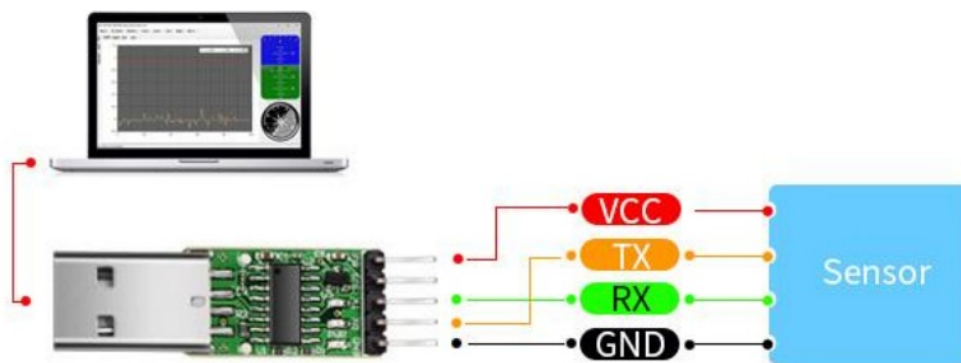 VCC
TX
RX
GND
Sensor